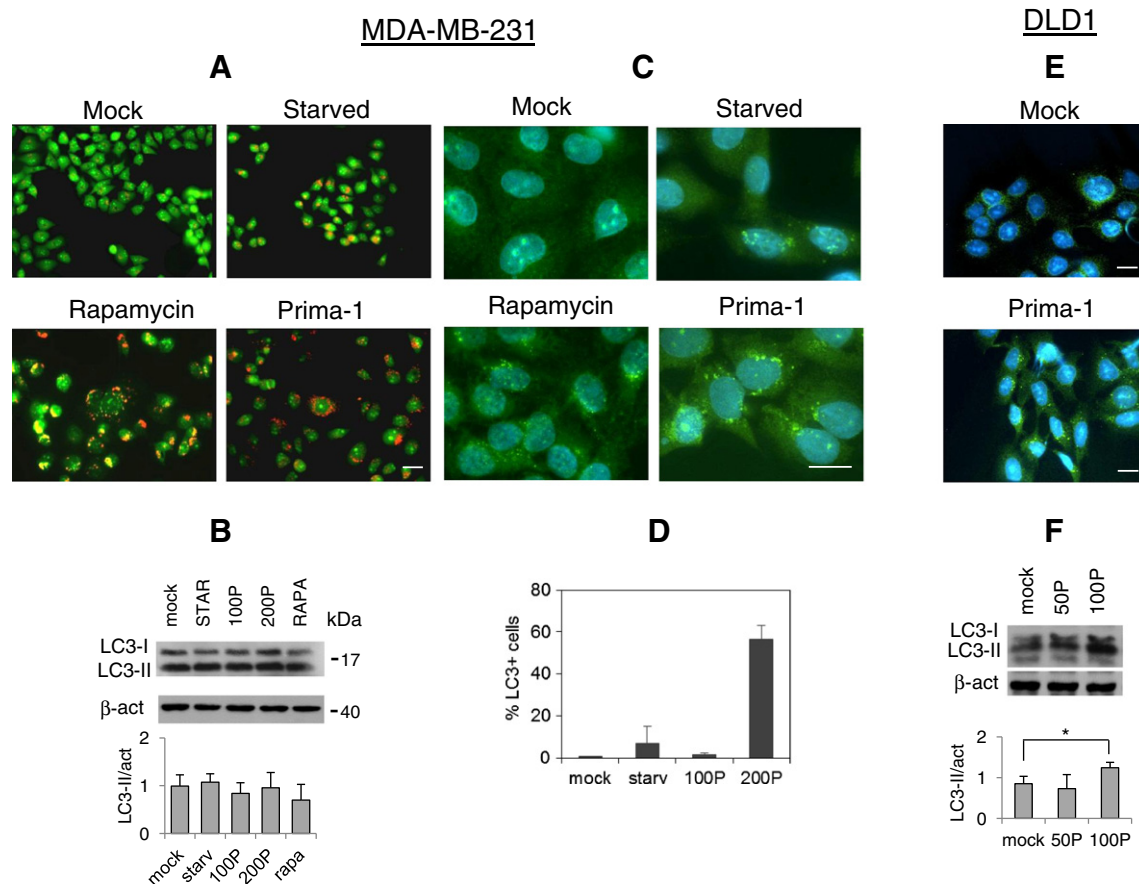 MDA-MB-231
DLD1
A
C
E
Mock
Starved
Mock
Starved
Mock
Rapamycin
Prima-1
Rapamycin
Prima-1
Prima-1
B
D
F
mock
STAR
100P
200P
RAPA
kDa
LC3-I
LC3-II
-17
β-act
-40
LC3-II/act
2
1
0
mock
starv
100P
200P
rapa
% LC3+ cells
80
60
40
20
0
mock starv 100P 200P
mock
50P
100P
LC3-I
LC3-II
β-act
LC3-II/act
2
1
0
*
mock 50P 100P